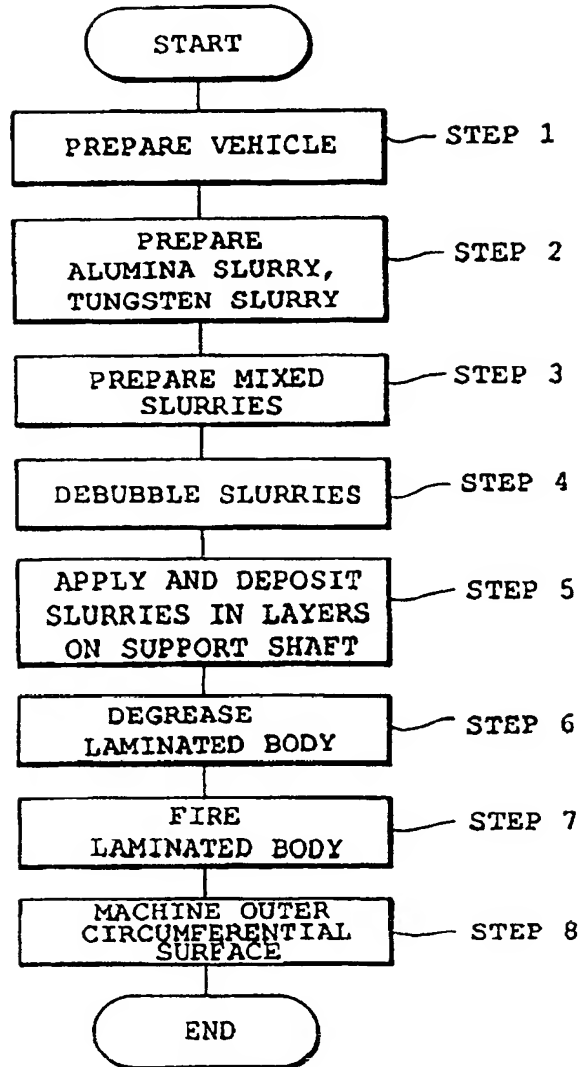 START
PREPARE VEHICLE
STEP 1
PREPARE
ALUMINA SLURRY,
TUNGSTEN SLURRY
STEP 2
PREPARE MIXED
SLURRIES
STEP 3
DEBUBBLE SLURRIES
STEP 4
APPLY AND DEPOSIT
SLURRIES IN LAYERS
ON SUPPORT SHAFT
STEP 5
DEGREASE
LAMINATED BODY
STEP 6
FIRE
LAMINATED BODY
STEP 7
MACHINE OUTER
CIRCUMFERENTIAL
SURFACE
STEP 8
END